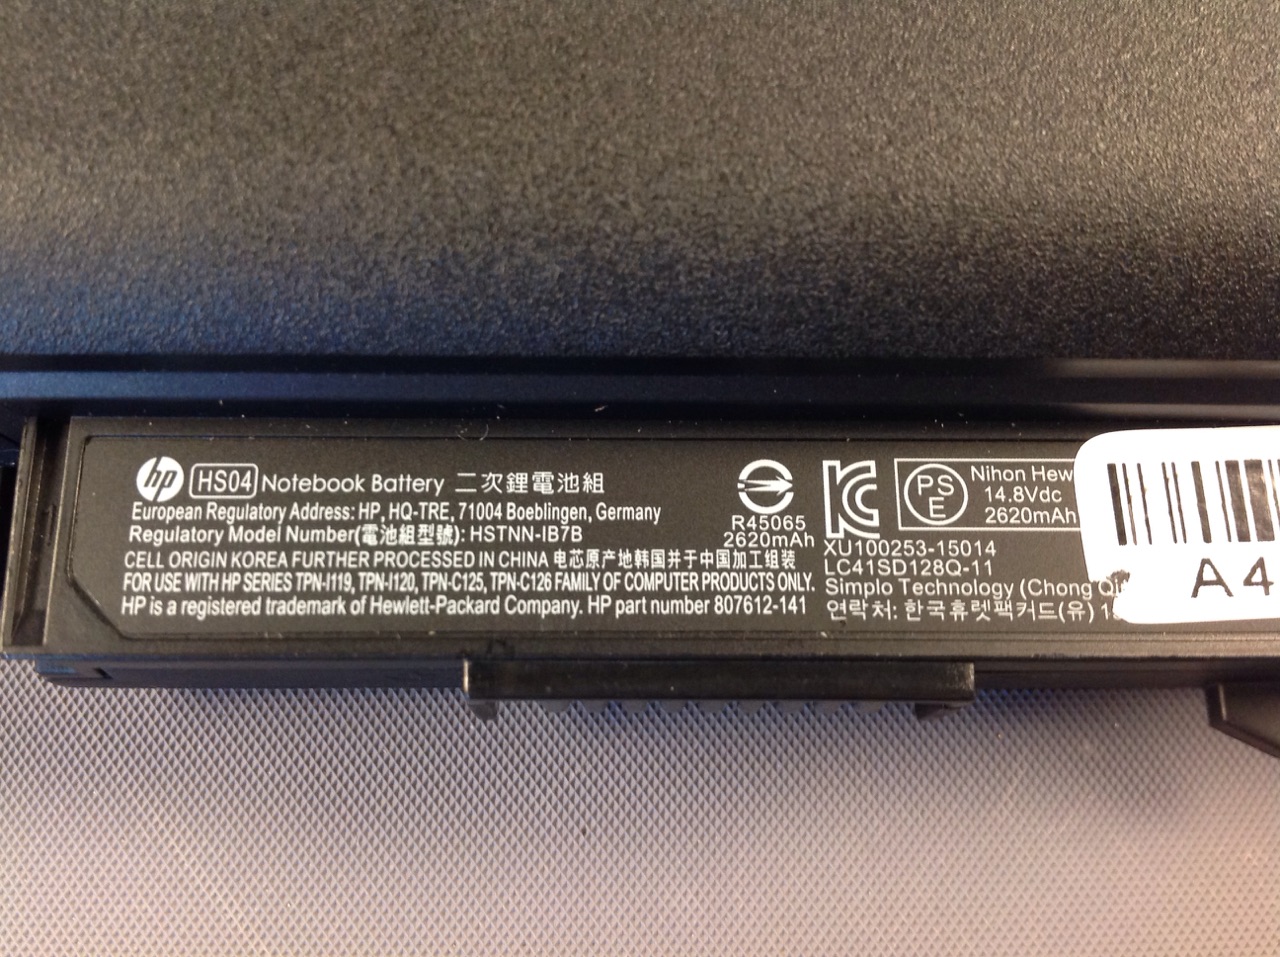 hp HS04 Notebook Battery 二次鋰電池組
European Regulatory Address: HP, HQ-TRE, 71004 Boeblingen, Germany
Regulatory Model Number(電池組型號): HSTNN-IB7B
CELL ORIGIN KOREA FURTHER PROCESSED IN CHINA 电芯原产地韩国并于中国加工组装
FOR USE WITH HP SERIES TPN-I119, TPN-I120, TPN-C125, TPN-C126 FAMILY OF COMPUTER PRODUCTS ONLY.
HP is a registered trademark of Hewlett-Packard Company. HP part number 807612-141
R45065
2620mAh
KC
PS
E
Nihon Hew
14.8Vdc
2620mAh
XU100253-15014
LC41SD128Q-11
Simplo Technology (Chong
연락처: 한국휴렛팩커드(유)
A4